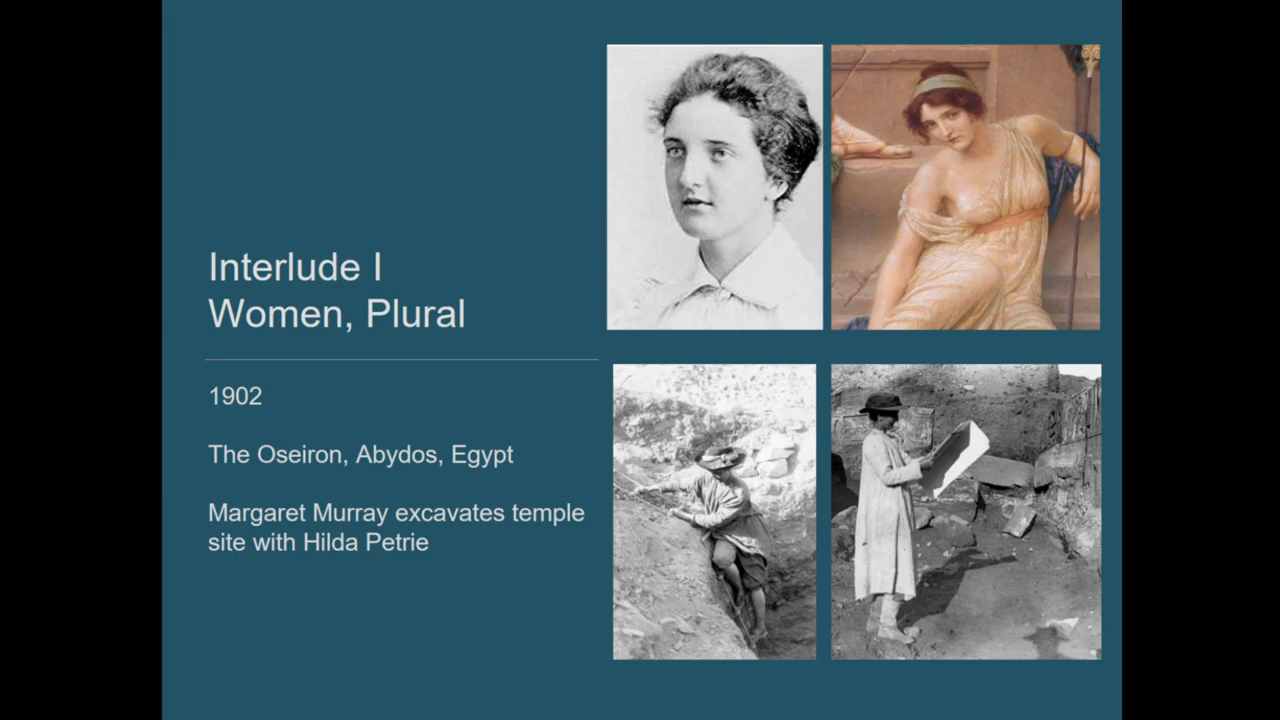 Interlude I
Women, Plural
1902
The Oseiron, Abydos, Egypt
Margaret Murray excavates temple
site with Hilda Petrie